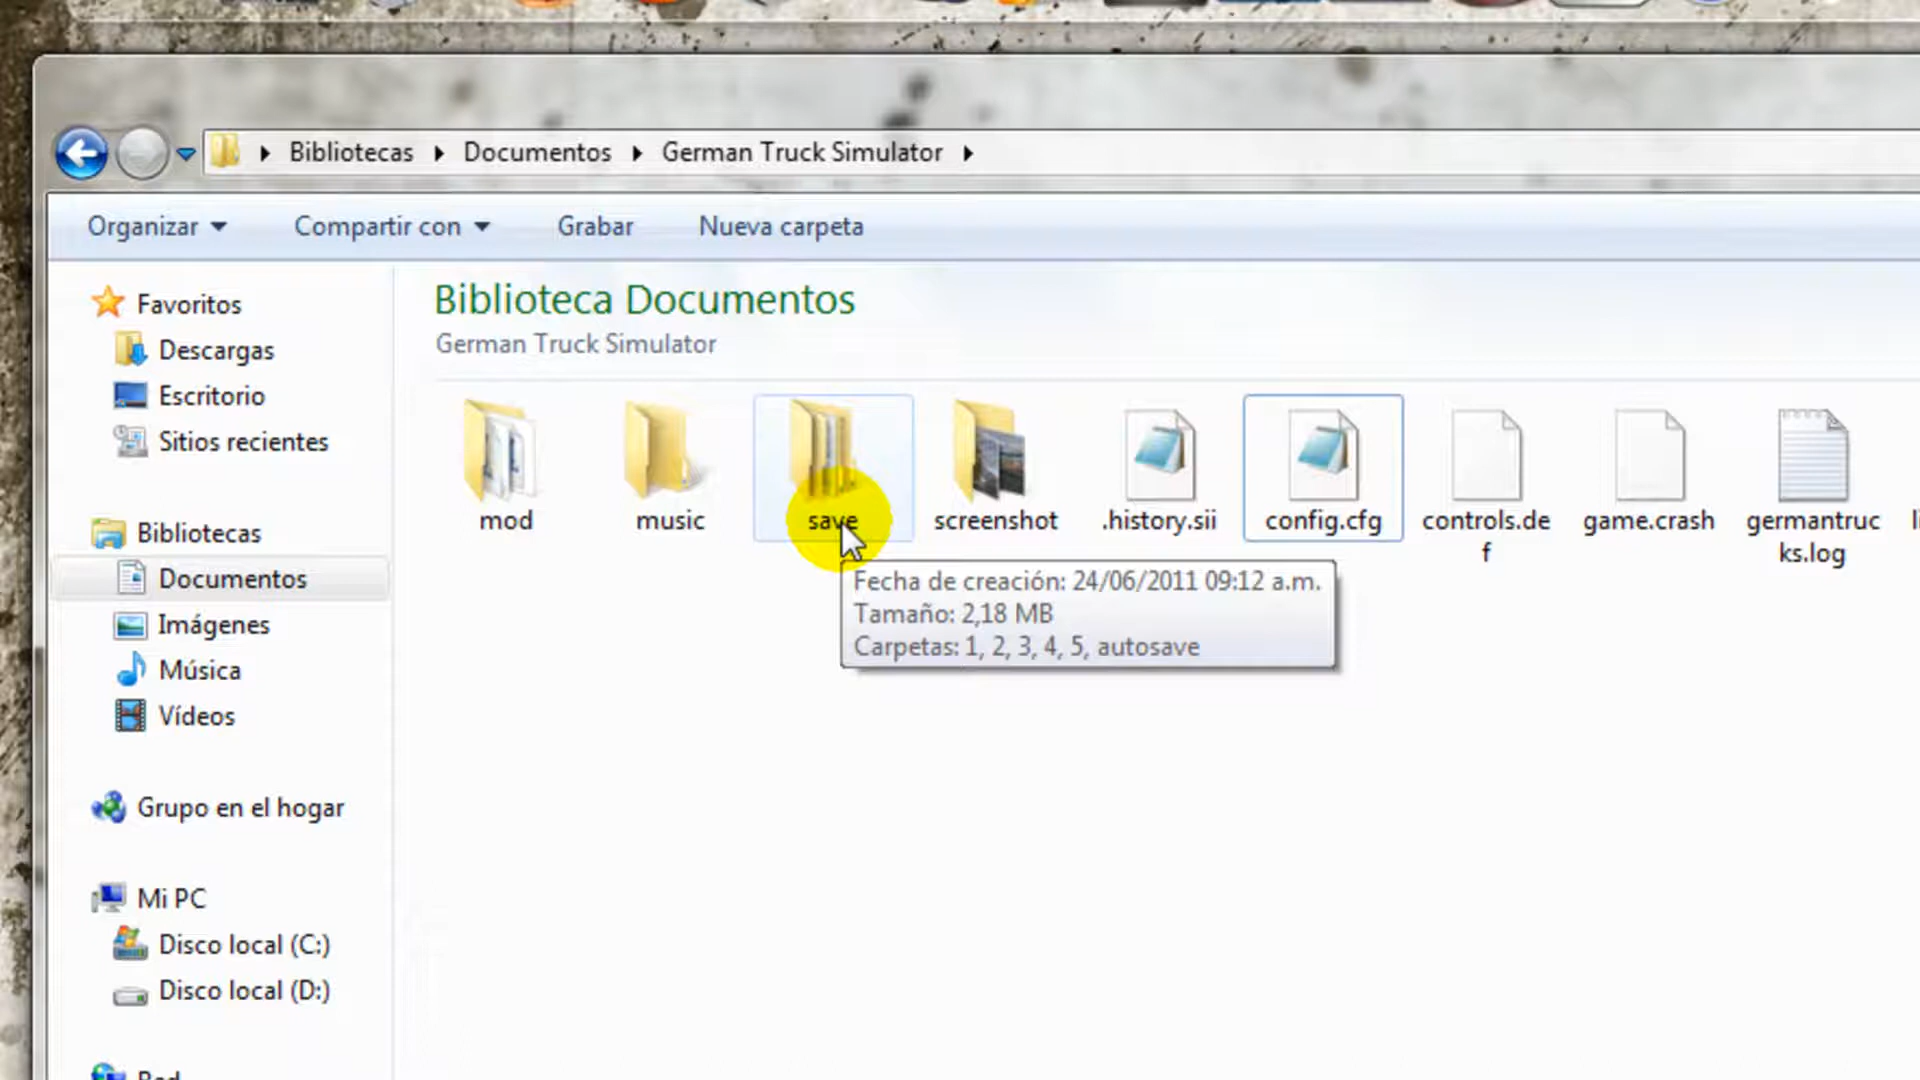 Bibliotecas Documentos German Truck Simulator
Organizar Compartir con Grabar Nueva carpeta
Favoritos
Descargas
Escritorio
Sitios recientes
Bibliotecas
Documentos
Imágenes
Música
Vídeos
Grupo en el hogar
Mi PC
Disco local (C:)
Disco local (D:)
Biblioteca Documentos
German Truck Simulator
mod music save screenshot .history.sii config.cfg controls.de game.crash germantruc
f ks.log
Fecha de creación: 24/06/2011 09:12 a.m.
Tamaño: 2,18 MB
Carpetas: 1, 2, 3, 4, 5, autosave